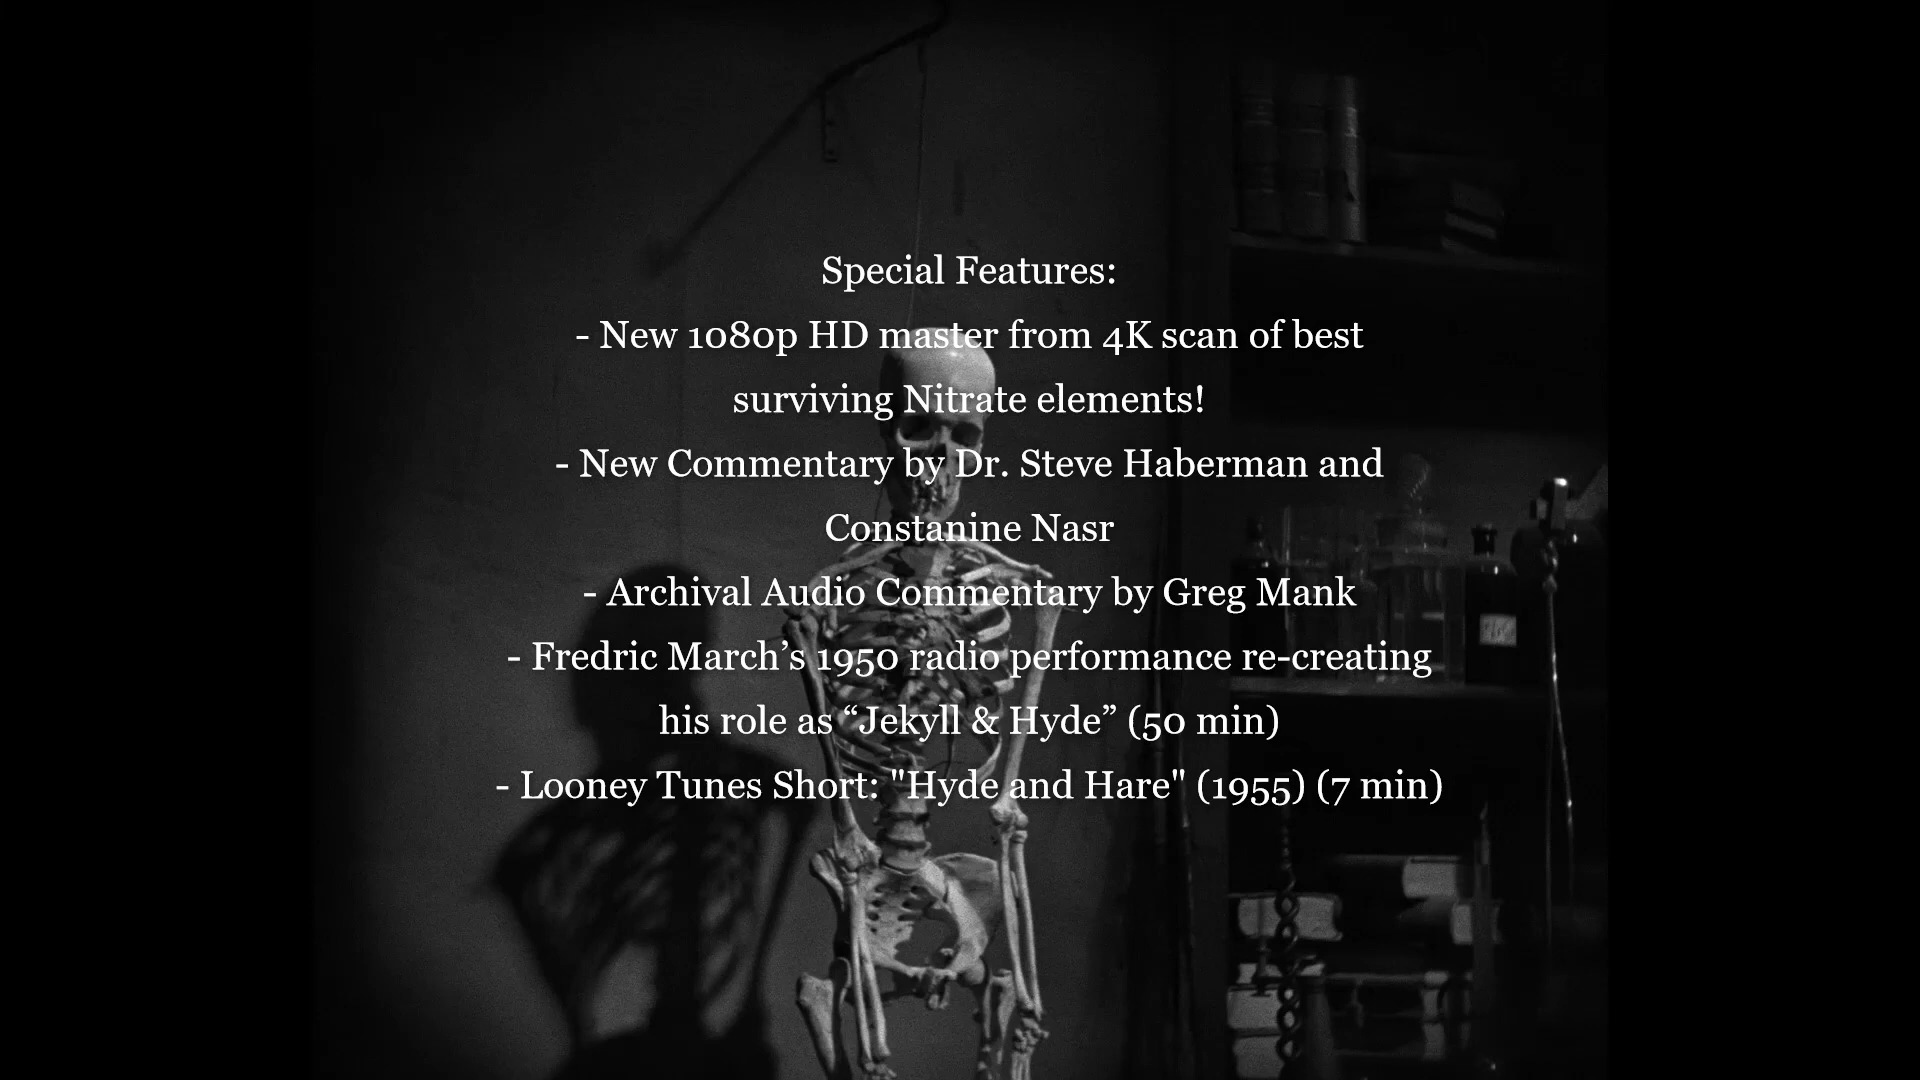 Special Features:
- New 1080p HD master from 4K scan of best
surviving Nitrate elements!
- New Commentary by Dr. Steve Haberman and
Constanine Nasr
- Archival Audio Commentary by Greg Mank
- Fredric March’s 1950 radio performance re-creating
his role as “Jekyll & Hyde” (50 min)
- Looney Tunes Short: "Hyde and Hare" (1955) (7 min)